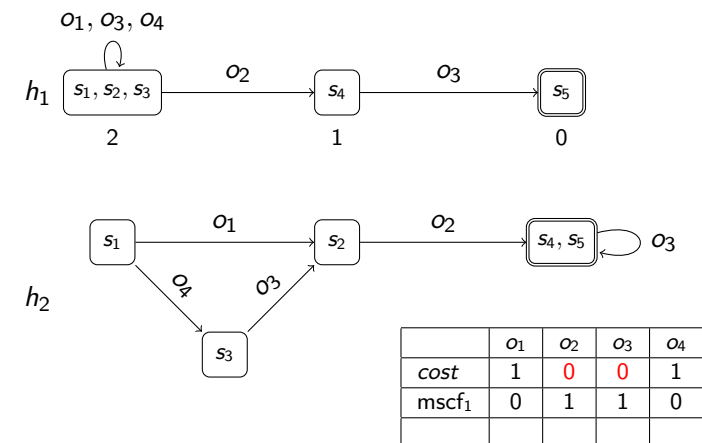 o₁, o₃, o₄
h₁ s₁, s₂, s₃ o₂ s₄ o₃ s₅
2 1 0
s₁ o₁ s₂ o₂ s₄, s₅ o₃
o₄ o₃
h₂
s₃
o₁ o₂ o₃ o₄
cost 1 0 0 1
mscf₁ 0 1 1 0